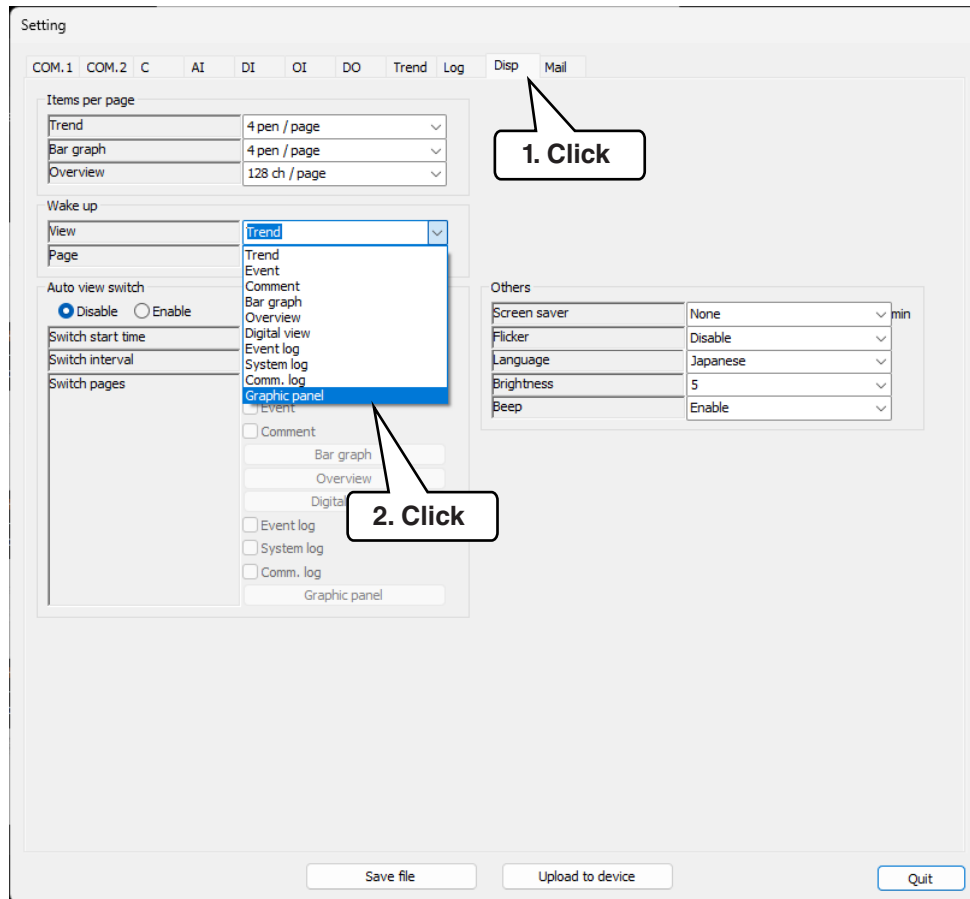 Setting
COM.1 COM.2 C AI DI OI DO Trend Log Disp Mail
1. Click
Items per page
Trend 4 pen / page
Bar graph 4 pen / page
Overview 128 ch / page
Wake up
View Trend
Page
Trend
Event
Comment
Bar graph
Overview
Digital view
Event log
System log
Comm. log
Graphic panel
2. Click
Auto view switch
Disable Enable
Switch start time
Switch interval
Switch pages
Event
Comment
Bar graph
Overview
Event log
System log
Comm. log
Graphic panel
Others
Screen saver None min
Flicker Disable
Language Japanese
Brightness 5
Beep Enable
Save file Upload to device Quit